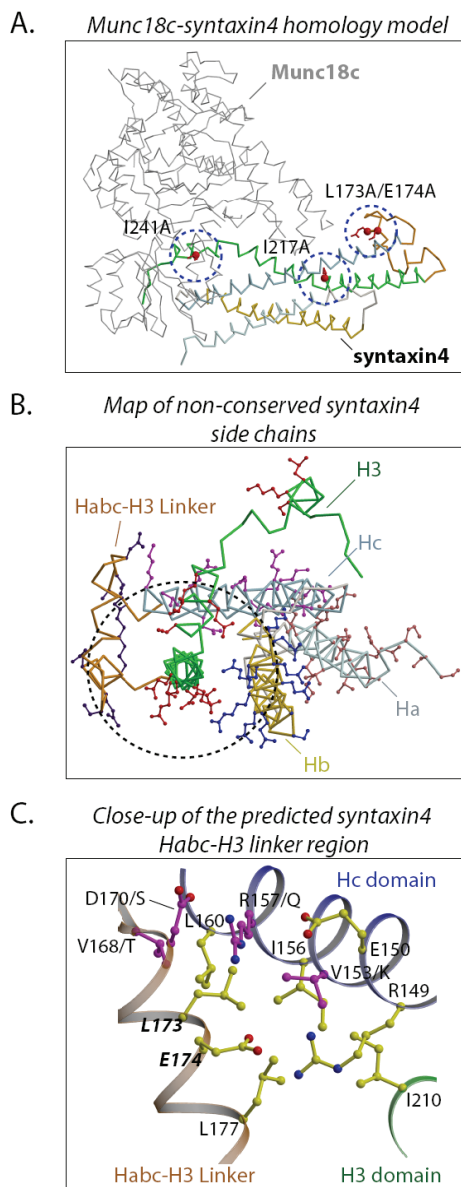 A.
Munc18c-syntaxin4 homology model
Munc18c
L173A/E174A
I241A
I217A
syntaxin4
B.
Map of non-conserved syntaxin4
side chains
H3
Habc-H3 Linker
Hc
Ha
Hb
C.
Close-up of the predicted syntaxin4
Habc-H3 linker region
Hc domain
D170/S
R157/Q
L160
I156
E150
V168/T
V153/K
R149
L173
E174
I210
L177
Habc-H3 Linker
H3 domain